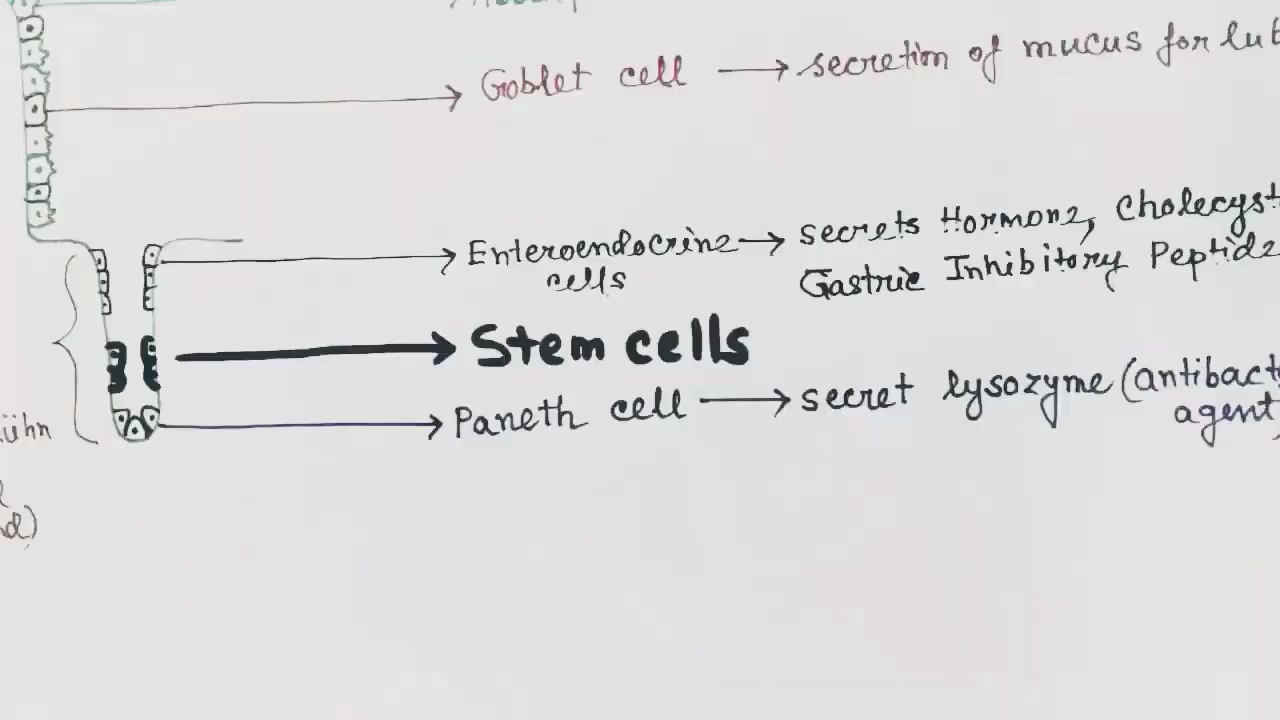 Goblet cell → secretion of mucus for lub
Enteroendocrine → secrets Hormone, Cholecyst
cells Gastric Inhibitory Peptide
Stem cells
Paneth cell → secret lysozyme (antibact
agent,
ühn